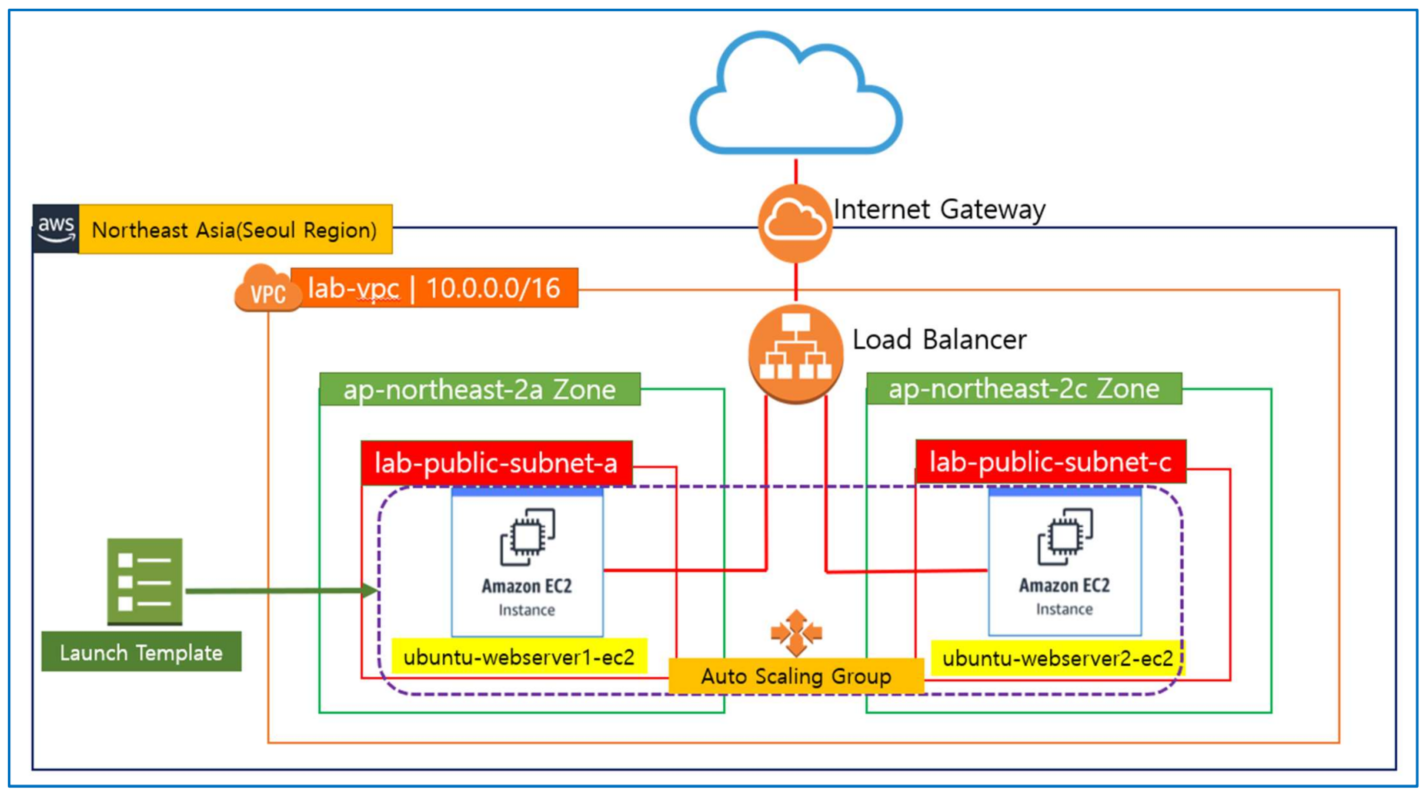 Internet Gateway
aws
Northeast Asia(Seoul Region)
VPC
lab-vpc | 10.0.0.0/16
Load Balancer
ap-northeast-2a Zone
ap-northeast-2c Zone
lab-public-subnet-a
lab-public-subnet-c
Amazon EC2
Instance
Amazon EC2
Instance
Launch Template
ubuntu-webserver1-ec2
ubuntu-webserver2-ec2
Auto Scaling Group